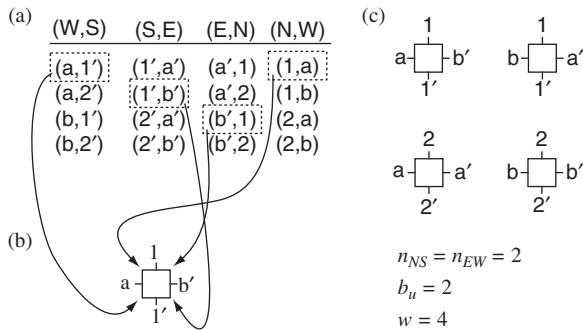 (a)
(W,S) (S,E) (E,N) (N,W)
(a,1′) (1′,a′) (a′,1) (1,a)
(a,2′) (1′,b′) (a′,2) (1,b)
(b,1′) (2′,a′) (b′,1) (2,a)
(b,2′) (2′,b′) (b′,2) (2,b)
(b)
1
a b′
1′
(c)
1 1
a b′ b a′
1′ 1′
2 2
a a′ b b′
2′ 2′
n_NS = n_EW = 2
b_u = 2
w = 4